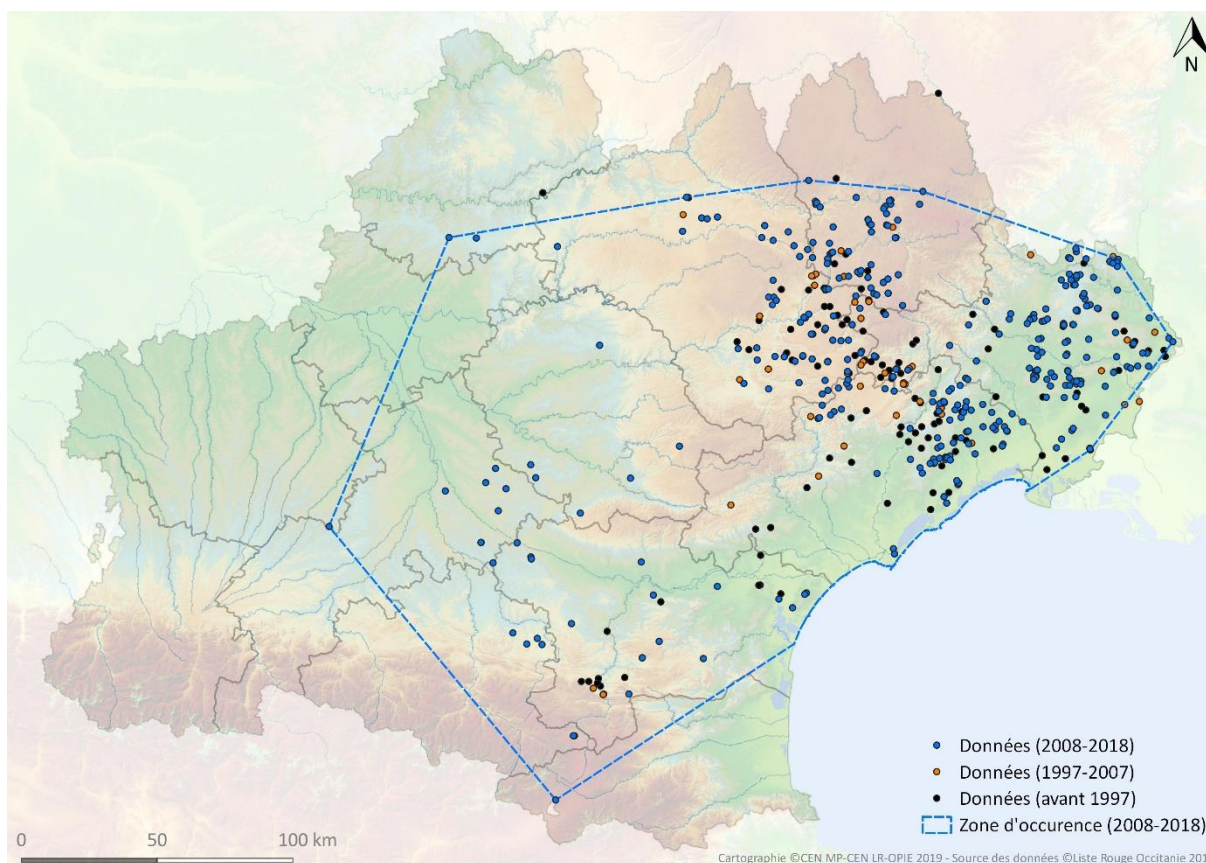 N
Données (2008-2018)
Données (1997-2007)
Données (avant 1997)
Zone d'occurence (2008-2018)
0 50 100 km
Cartographie ©CEN MP-CEN LR-OPIE 2019 - Source des données ©Liste Rouge Occitanie 201